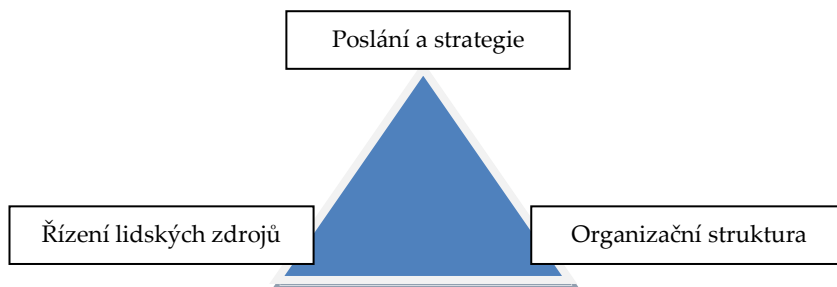 Poslání a strategie
Řízení lidských zdrojů
Organizační struktura